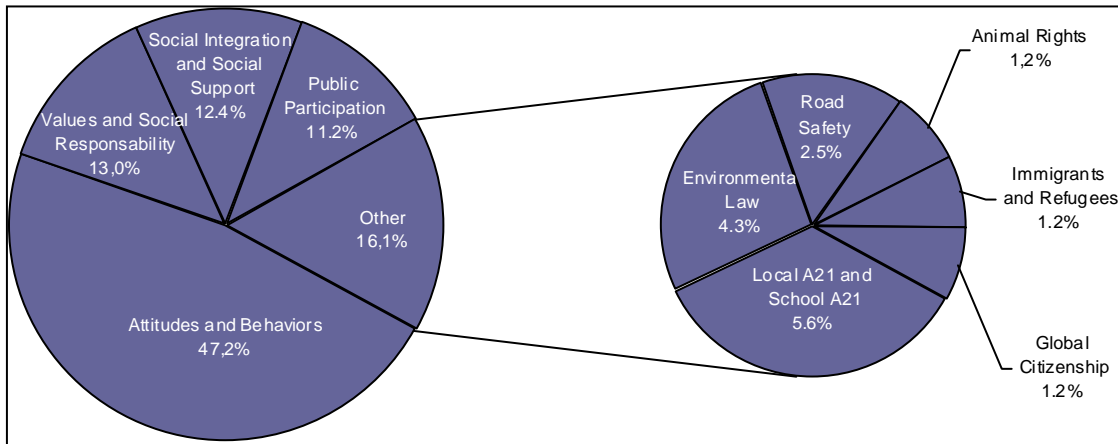 Social Integration
and Social
Support
12.4%
Public
Participation
11.2%
Values and Social
Responsability
13,0%
Other
16,1%
Attitudes and Behaviors
47,2%
Road
Safety
2.5%
Environmenta
Law
4.3%
Local A21 and
School A21
5.6%
Animal Rights
1,2%
Immigrants
and Refugees
1.2%
Global
Citizenship
1.2%